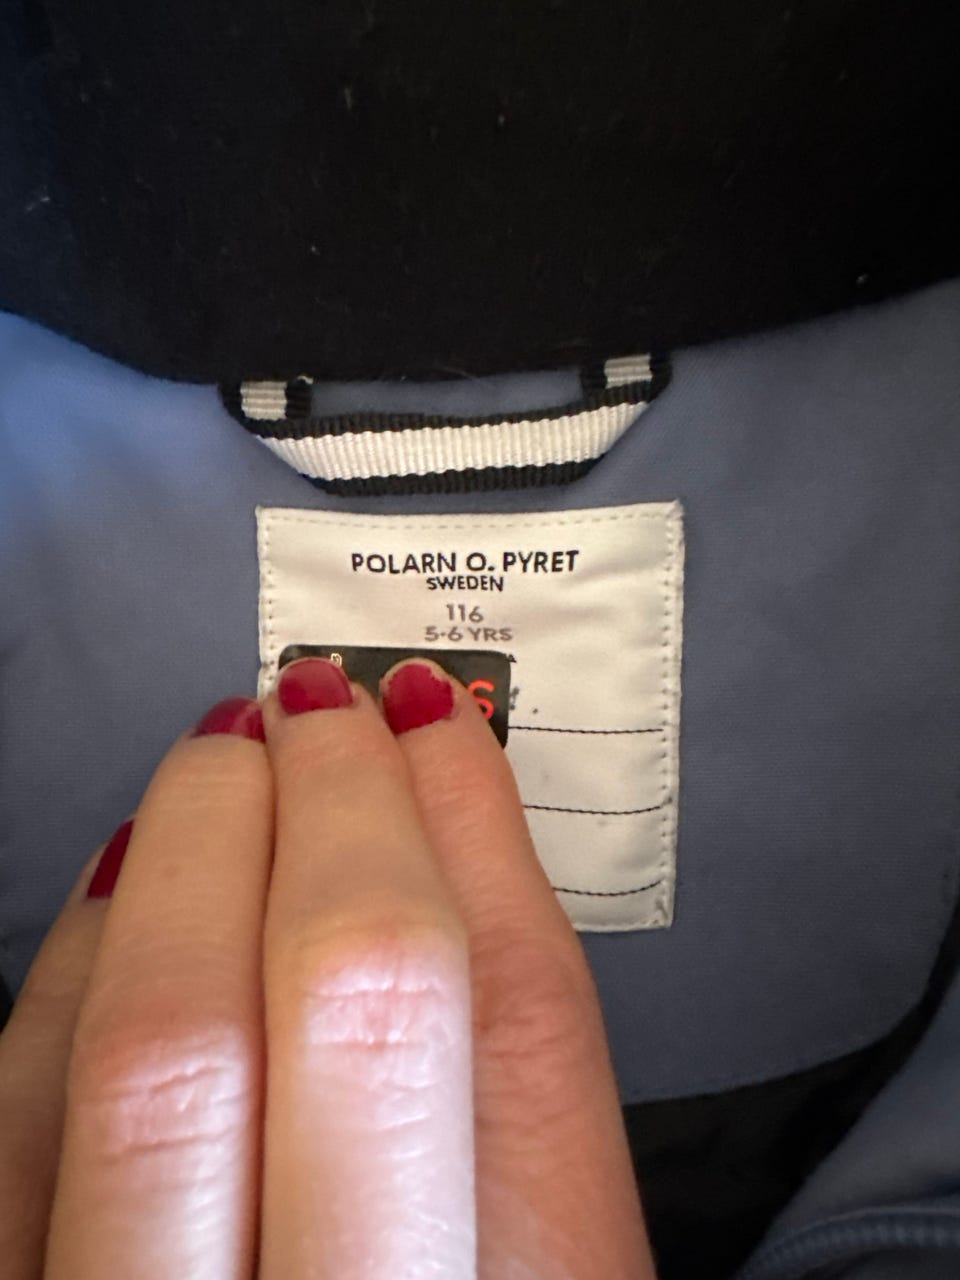 POLARN O. PYRET
SWEDEN
116
5-6 YRS
S